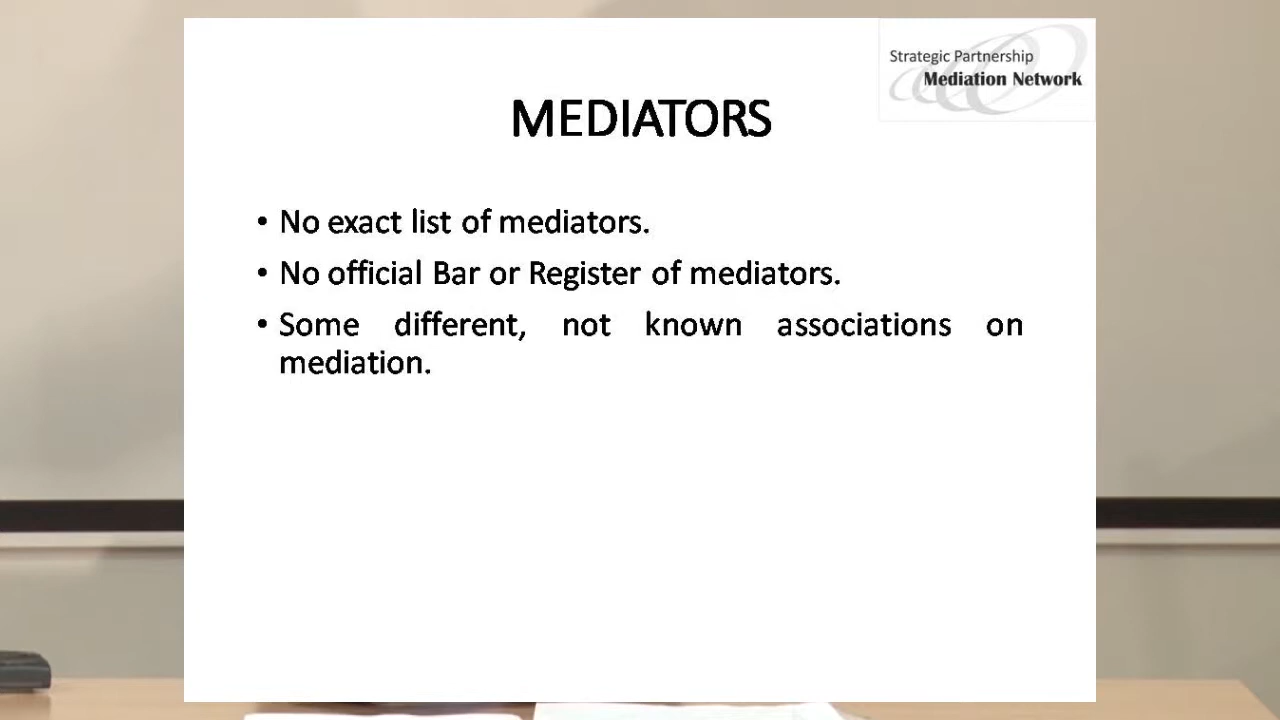 Strategic Partnership
Mediation Network
MEDIATORS
• No exact list of mediators.
• No official Bar or Register of mediators.
• Some different, not known associations on
mediation.